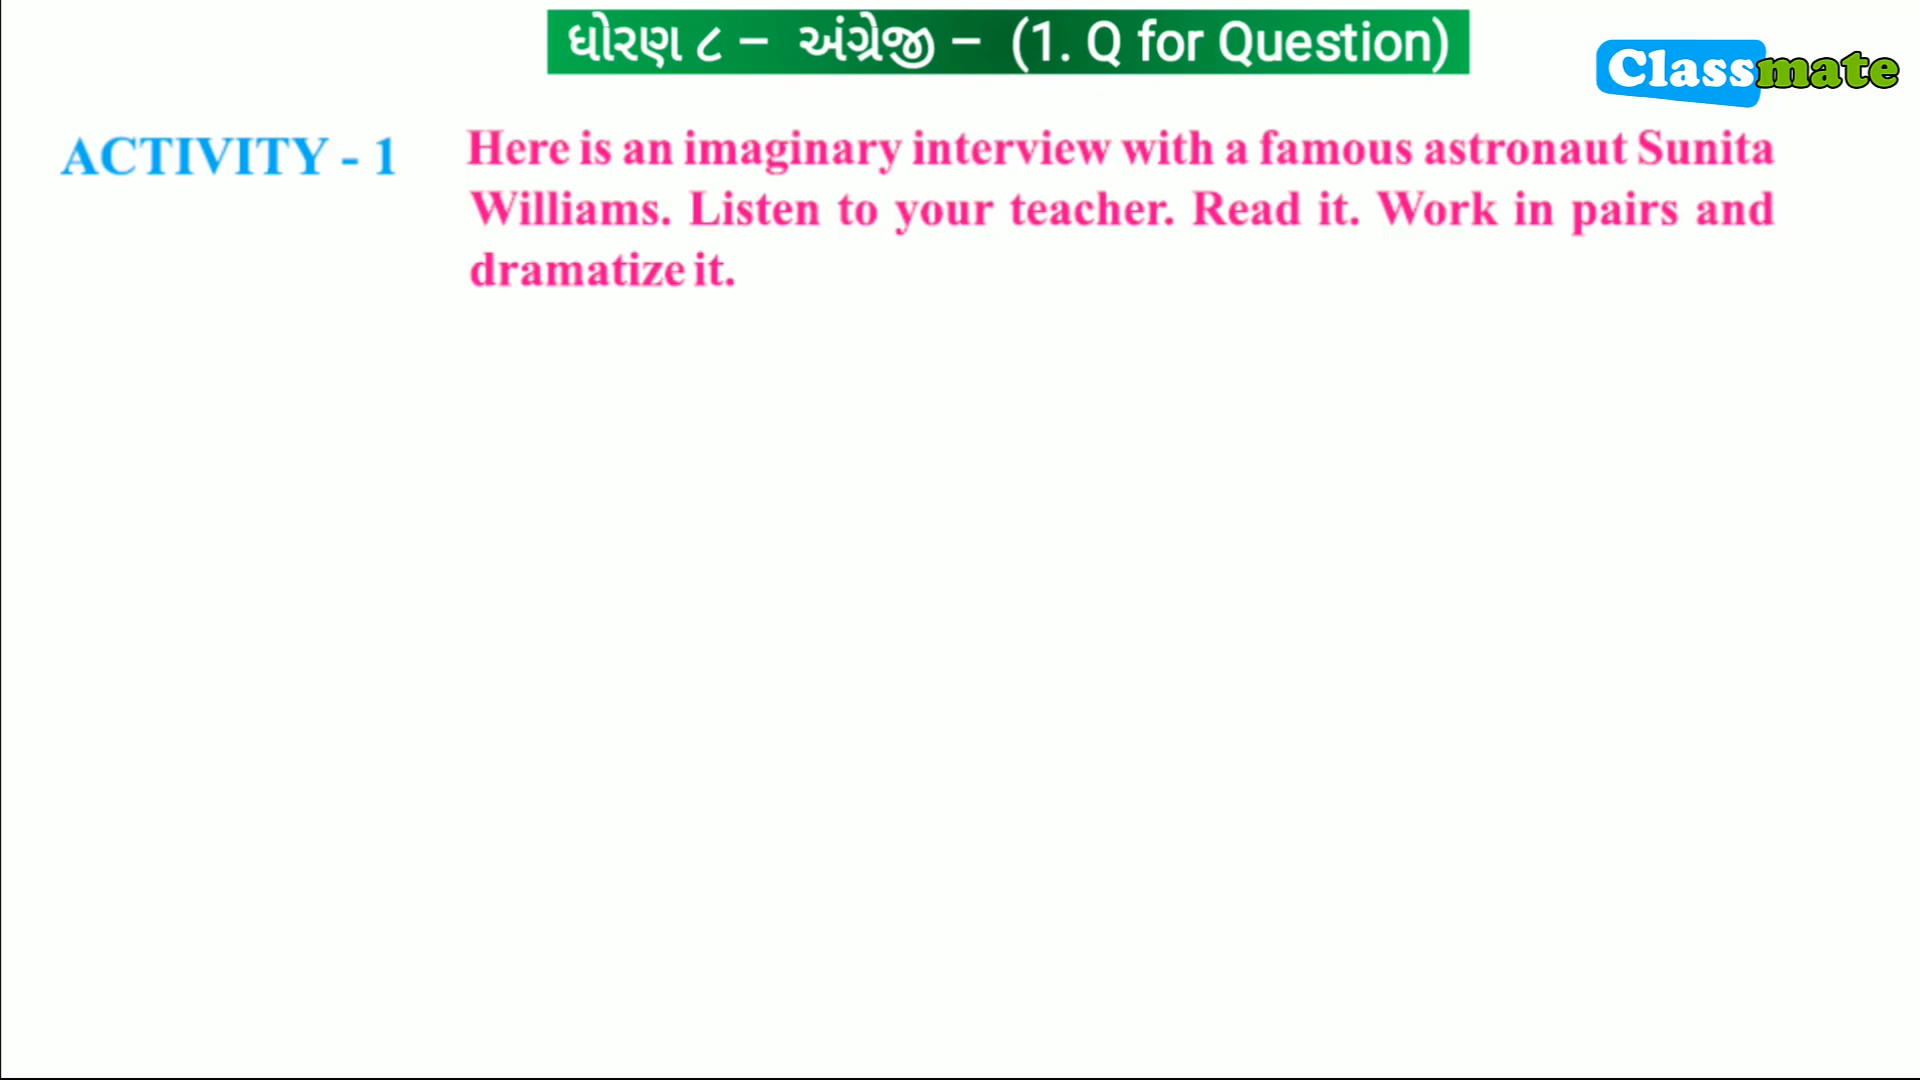 ધોરણ ૮ – અંગ્રેજી – (1. Q for Question)
Classmate
ACTIVITY - 1
Here is an imaginary interview with a famous astronaut Sunita
Williams. Listen to your teacher. Read it. Work in pairs and
dramatize it.